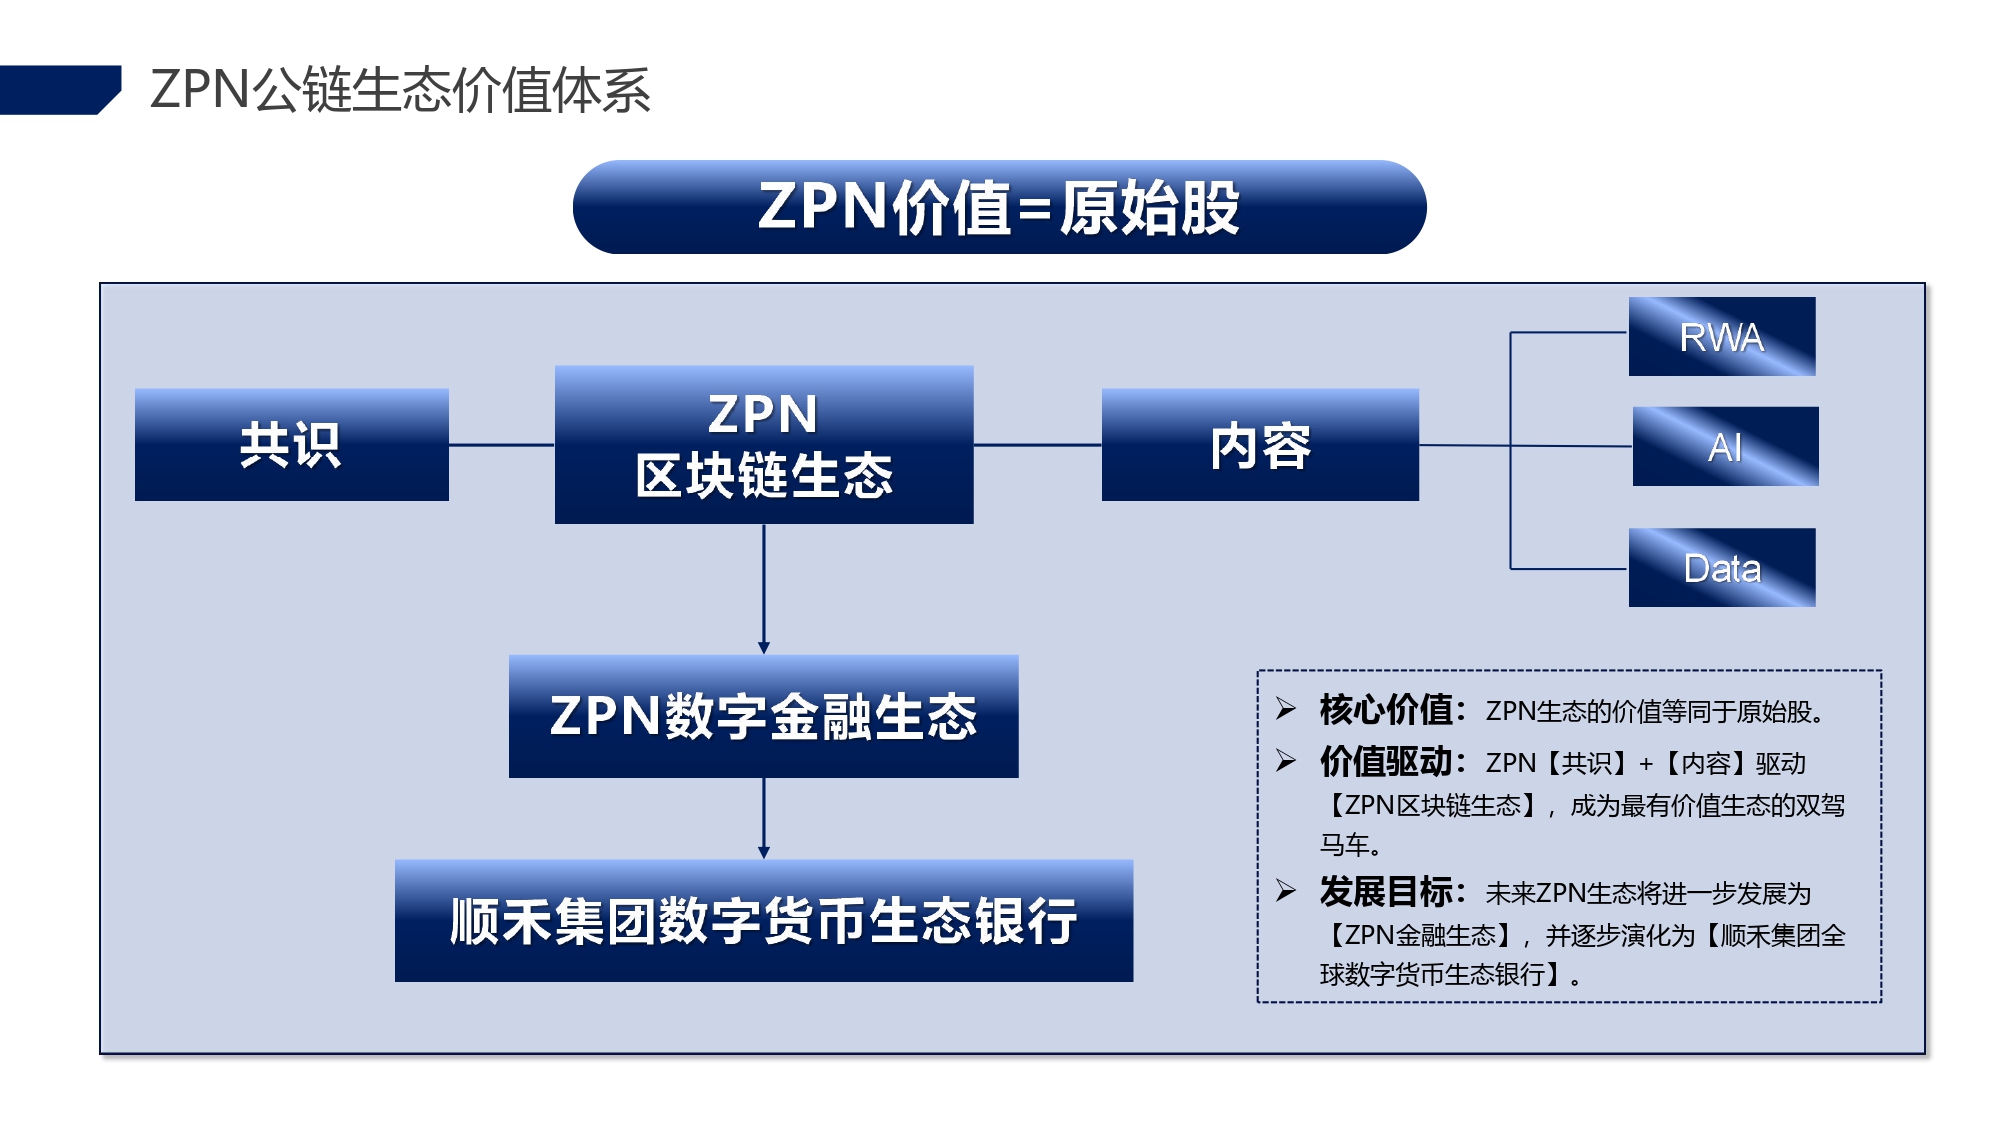 ZPN公链生态价值体系
ZPN价值=原始股
共识
ZPN
区块链生态
内容
RWA
AI
Data
ZPN数字金融生态
顺禾集团数字货币生态银行
➢ 核心价值：ZPN生态的价值等同于原始股。
➢ 价值驱动：ZPN【共识】+【内容】驱动
【ZPN区块链生态】，成为最有价值生态的双驾
马车。
➢ 发展目标：未来ZPN生态将进一步发展为
【ZPN金融生态】，并逐步演化为【顺禾集团全
球数字货币生态银行】。